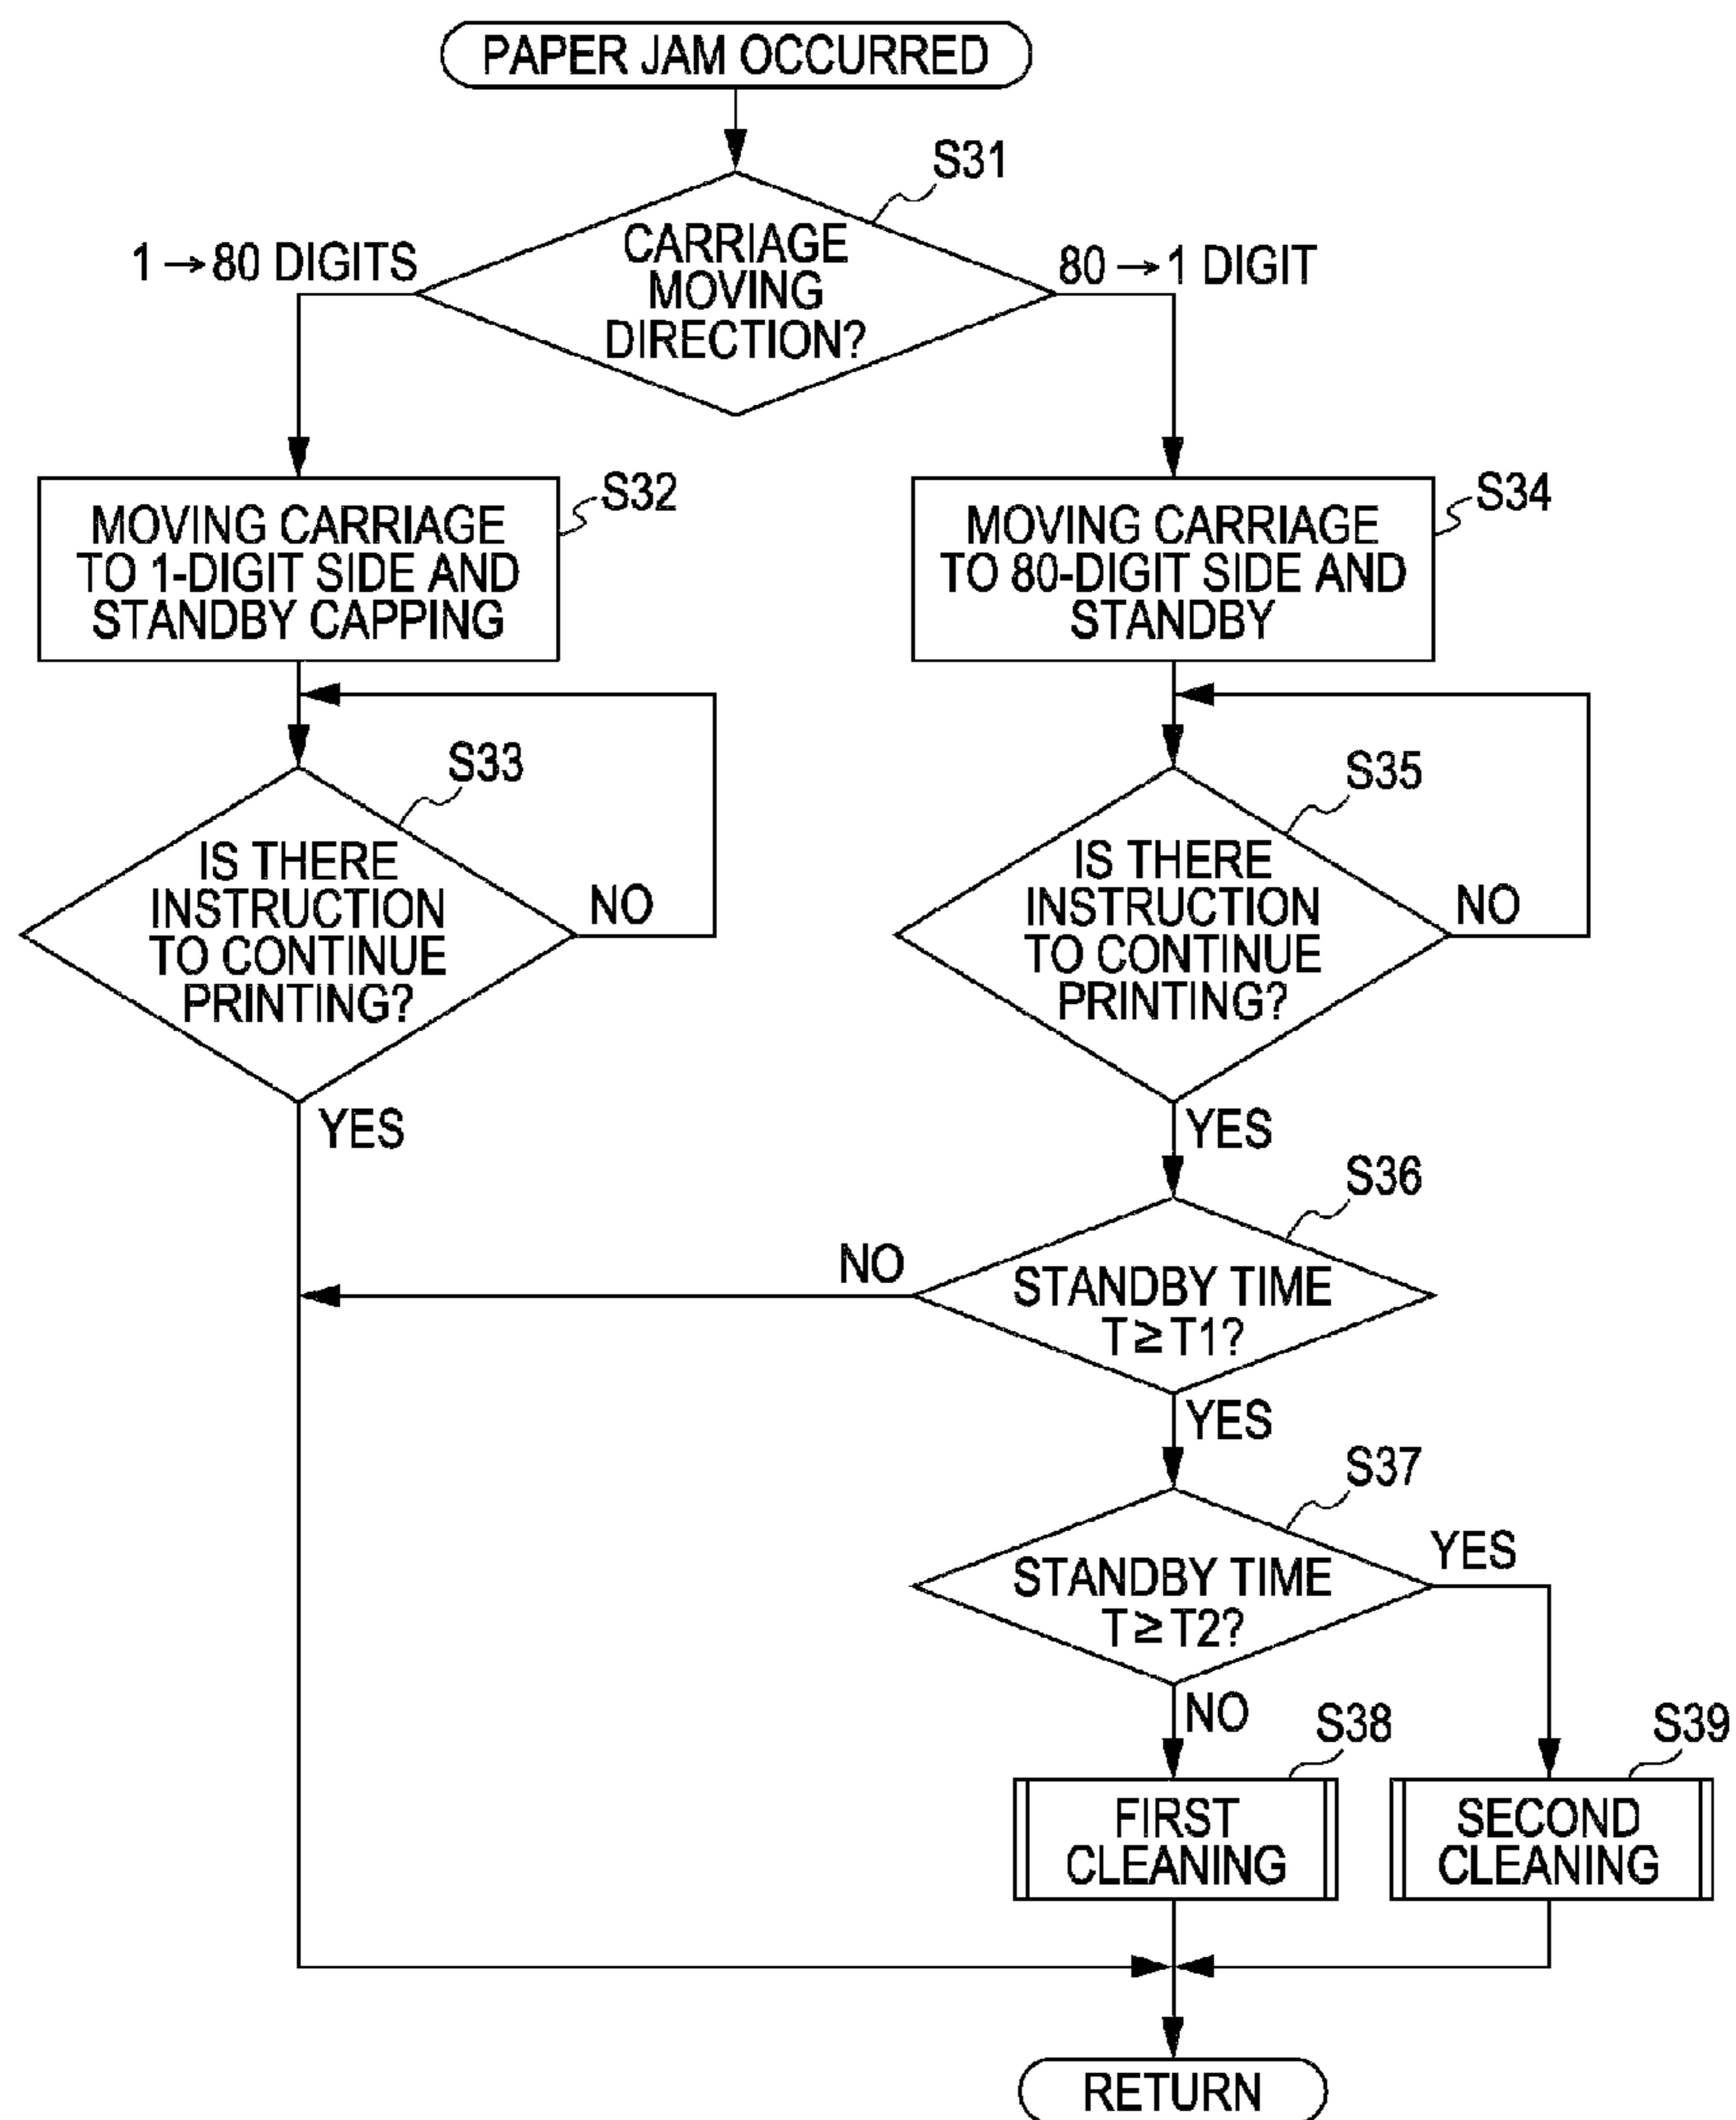 PAPER JAM OCCURRED
S31
CARRIAGE
MOVING
DIRECTION?
1→80 DIGITS
80→1 DIGIT
S32
MOVING CARRIAGE
TO 1-DIGIT SIDE AND
STANDBY CAPPING
S34
MOVING CARRIAGE
TO 80-DIGIT SIDE AND
STANDBY
S33
IS THERE
INSTRUCTION
TO CONTINUE
PRINTING?
NO
YES
S35
IS THERE
INSTRUCTION
TO CONTINUE
PRINTING?
NO
YES
S36
STANDBY TIME
T≥T1?
NO
YES
S37
STANDBY TIME
T≥T2?
YES
NO
S38
FIRST
CLEANING
S39
SECOND
CLEANING
RETURN